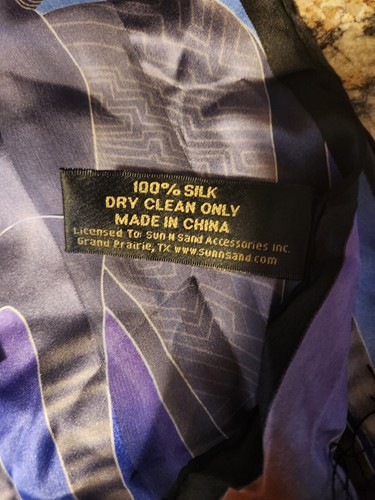 100% SILK
DRY CLEAN ONLY
MADE IN CHINA
Licensed To: Sun N Sand Accessories Inc.
Grand Prairie, TX www.sunnsand.com